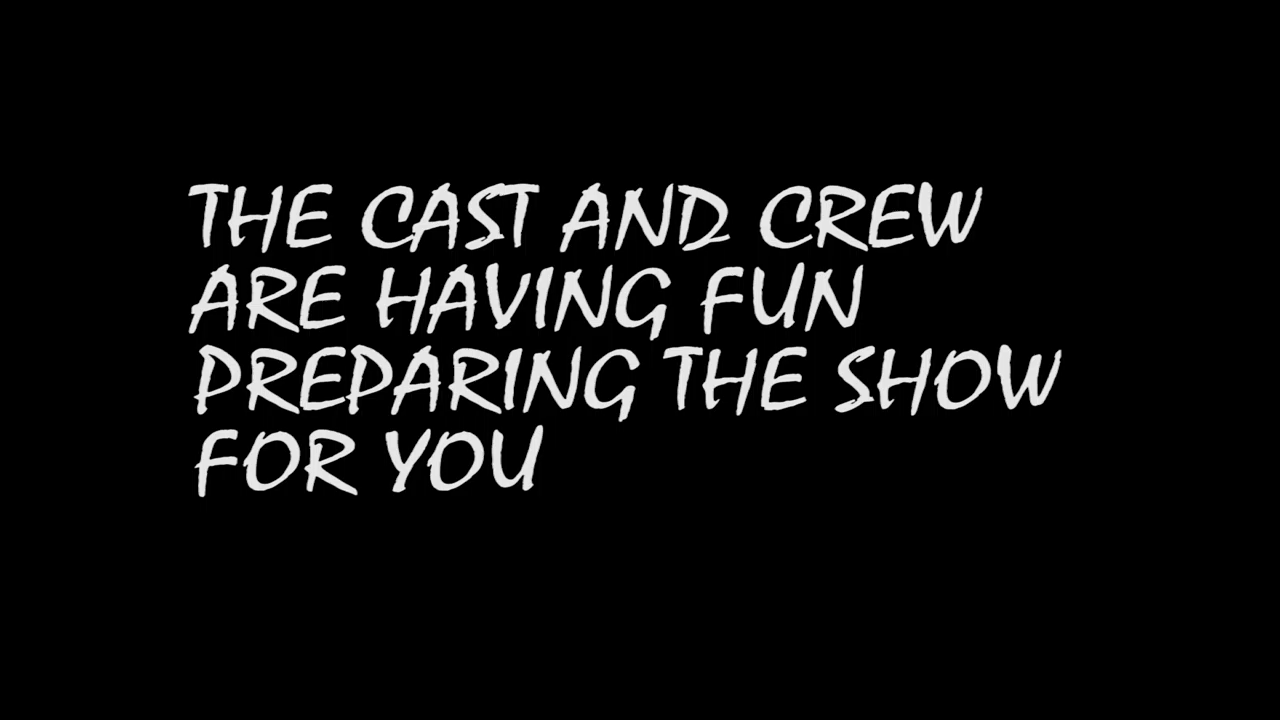 THE CAST AND CREW
ARE HAVING FUN
PREPARING THE SHOW
FOR YOU